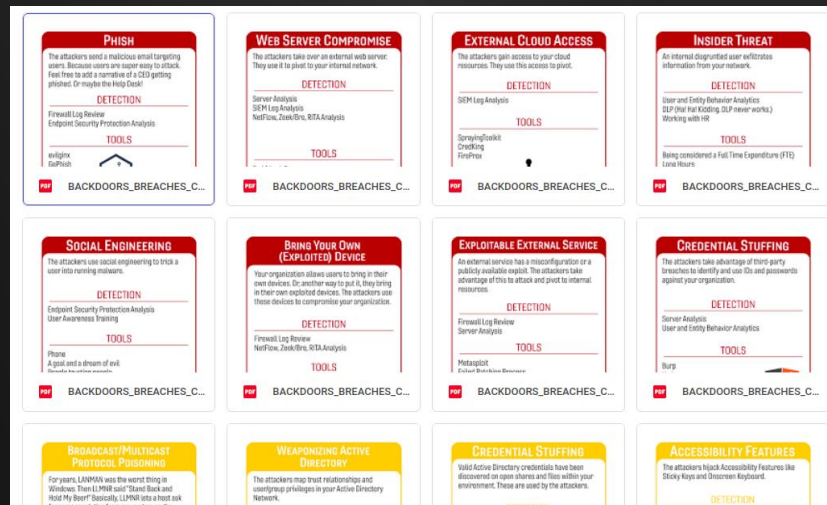 PHISH
The attackers send a malicious email targeting
users. Because users are super easy to attack.
Feel free to add a narrative of a CEO getting
phished. Or maybe the Help Desk!
DETECTION
Firewall Log Review
Endpoint Security Protection Analysis
TOOLS
evilginx
GoPhish
PDF BACKDOORS_BREACHES_C...
WEB SERVER COMPROMISE
The attackers take over an external web server.
They use it to pivot to your internal network.
DETECTION
Server Analysis
SIEM Log Analysis
NetFlow, Zeek/Bro, RITA Analysis
TOOLS
PDF BACKDOORS_BREACHES_C...
EXTERNAL CLOUD ACCESS
The attackers gain access to your cloud
resources. They use this access to pivot.
DETECTION
SIEM Log Analysis
TOOLS
SprayingToolkit
CredKing
FireProx
PDF BACKDOORS_BREACHES_C...
INSIDER THREAT
An internal disgruntled user exfiltrates
information from your network.
DETECTION
User and Entity Behavior Analytics
DLP (Ha! Ha! Kidding. DLP never works.)
Working with HR
TOOLS
Being considered a Full Time Expenditure (FTE)
Long Hours
PDF BACKDOORS_BREACHES_C...
SOCIAL ENGINEERING
The attackers use social engineering to trick a
user into running malware.
DETECTION
Endpoint Security Protection Analysis
User Awareness Training
TOOLS
Phone
A goal and a dream of evil
People trusting people
PDF BACKDOORS_BREACHES_C...
BRING YOUR OWN
(EXPLOITED) DEVICE
Your organization allows users to bring in their
own devices. Or, another way to put it, they bring
in their own exploited devices. The attackers use
these devices to compromise your organization.
DETECTION
Firewall Log Review
NetFlow, Zeek/Bro, RITA Analysis
TOOLS
PDF BACKDOORS_BREACHES_C...
EXPLOITABLE EXTERNAL SERVICE
An external service has a misconfiguration or a
publicly available exploit. The attackers take
advantage of this to attack and pivot to internal
resources.
DETECTION
Firewall Log Review
Server Analysis
TOOLS
Metasploit
Failed Patching Process
PDF BACKDOORS_BREACHES_C...
CREDENTIAL STUFFING
The attackers take advantage of third-party
breaches to identify and use IDs and passwords
against your organization.
DETECTION
Server Analysis
User and Entity Behavior Analytics
TOOLS
Burp
PDF BACKDOORS_BREACHES_C...
BROADCAST/MULTICAST
PROTOCOL POISONING
For years, LANMAN was the worst thing in
Windows. Then LLMNR said "Stand Back and
Hold My Beer!" Basically, LLMNR lets a host ask
WEAPONIZING ACTIVE
DIRECTORY
The attackers map trust relationships and
user/group privileges in your Active Directory
Network.
CREDENTIAL STUFFING
Valid Active Directory credentials have been
discovered on open shares and files within your
environment. These are used by the attackers.
ACCESSIBILITY FEATURES
The attackers hijack Accessibility Features like
Sticky Keys and Onscreen Keyboard.
DETECTION